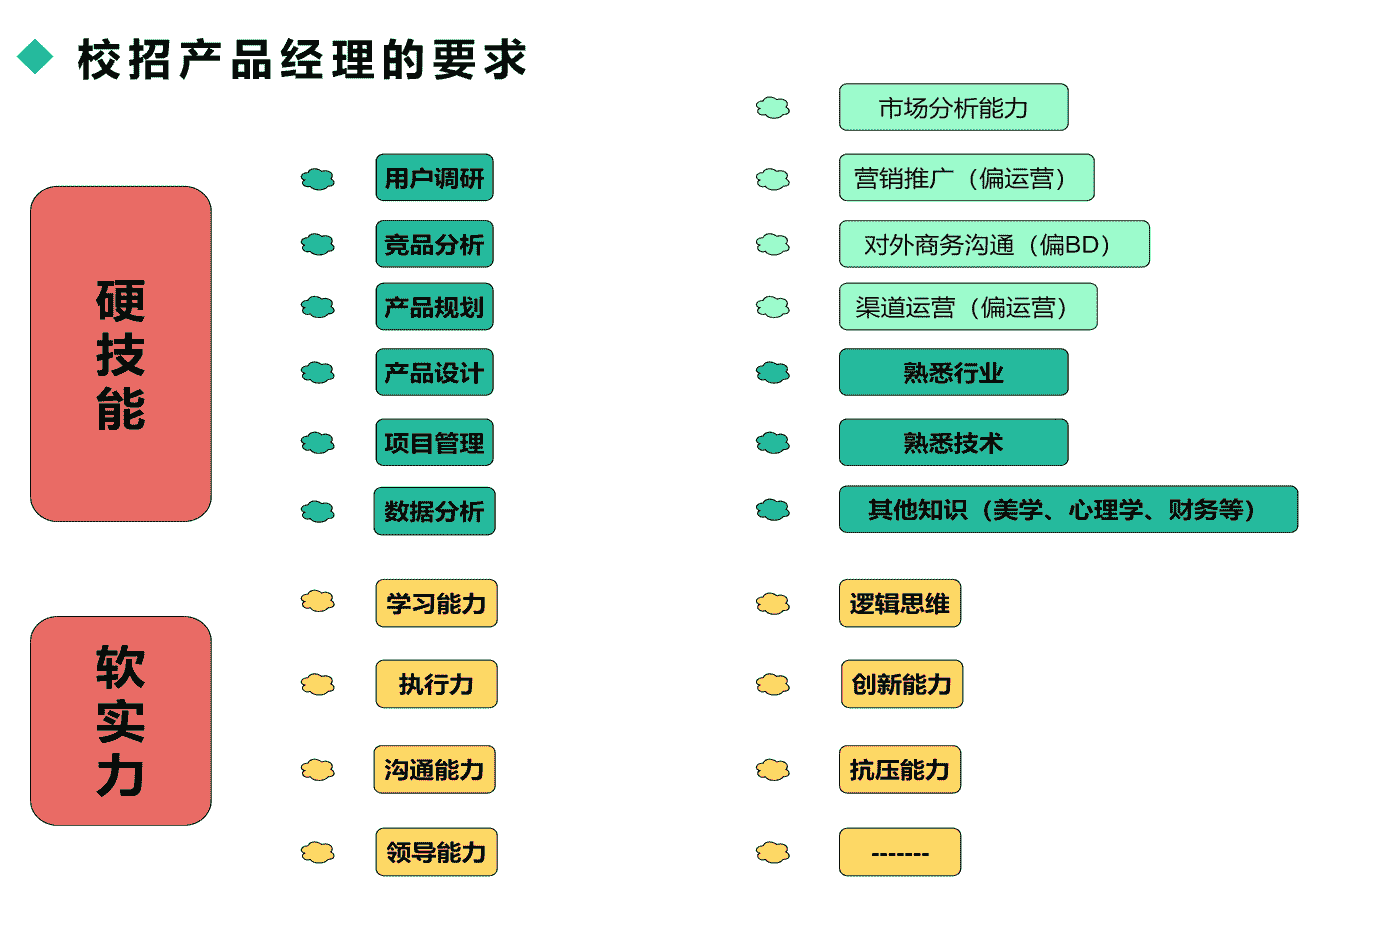 校招产品经理的要求
硬技能
用户调研
竞品分析
产品规划
产品设计
项目管理
数据分析
市场分析能力
营销推广（偏运营）
对外商务沟通（偏BD）
渠道运营（偏运营）
熟悉行业
熟悉技术
其他知识（美学、心理学、财务等）
软实力
学习能力
执行力
沟通能力
领导能力
逻辑思维
创新能力
抗压能力
-------